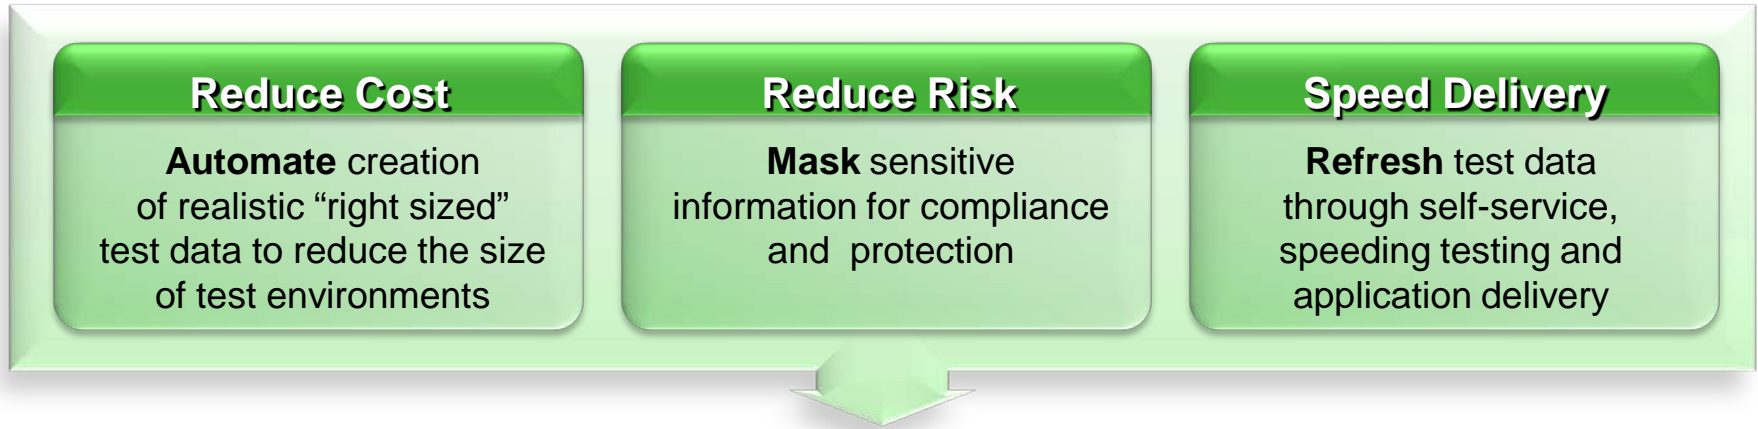 Reduce Cost
Automate creation
of realistic “right sized”
test data to reduce the size
of test environments
Reduce Risk
Mask sensitive
information for compliance
and  protection
Speed Delivery
Refresh test data
through self-service,
speeding testing and
application delivery